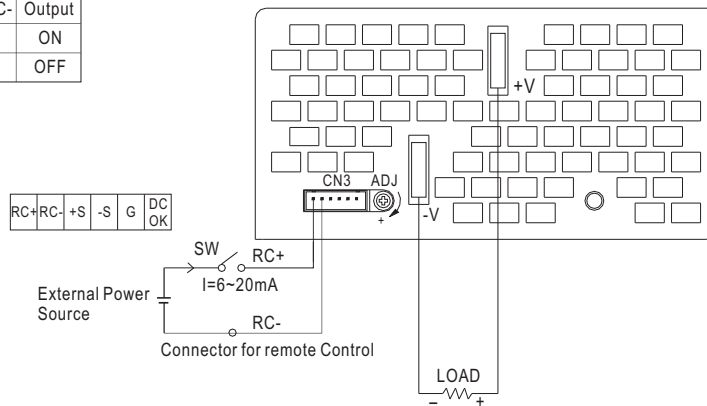 C- Output
ON
OFF
+V
CN3 ADJ
+
-V
RC+ RC- +S -S G DC OK
SW RC+
I=6~20mA
External Power
Source
RC-
Connector for remote Control
LOAD
− +